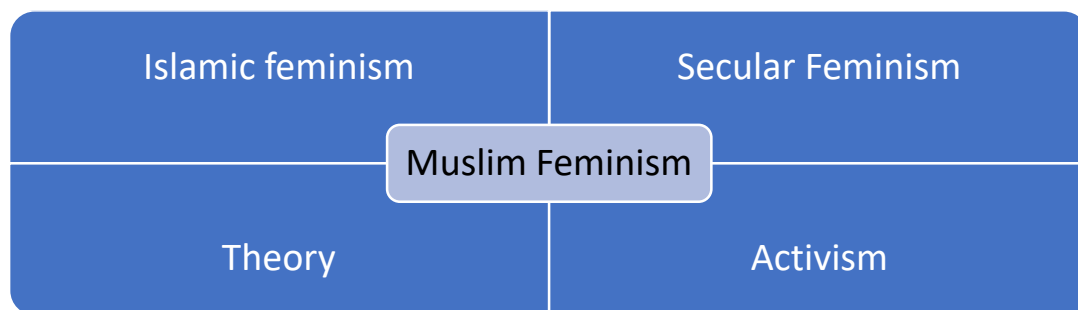 Islamic feminism
Secular Feminism
Muslim Feminism
Theory
Activism